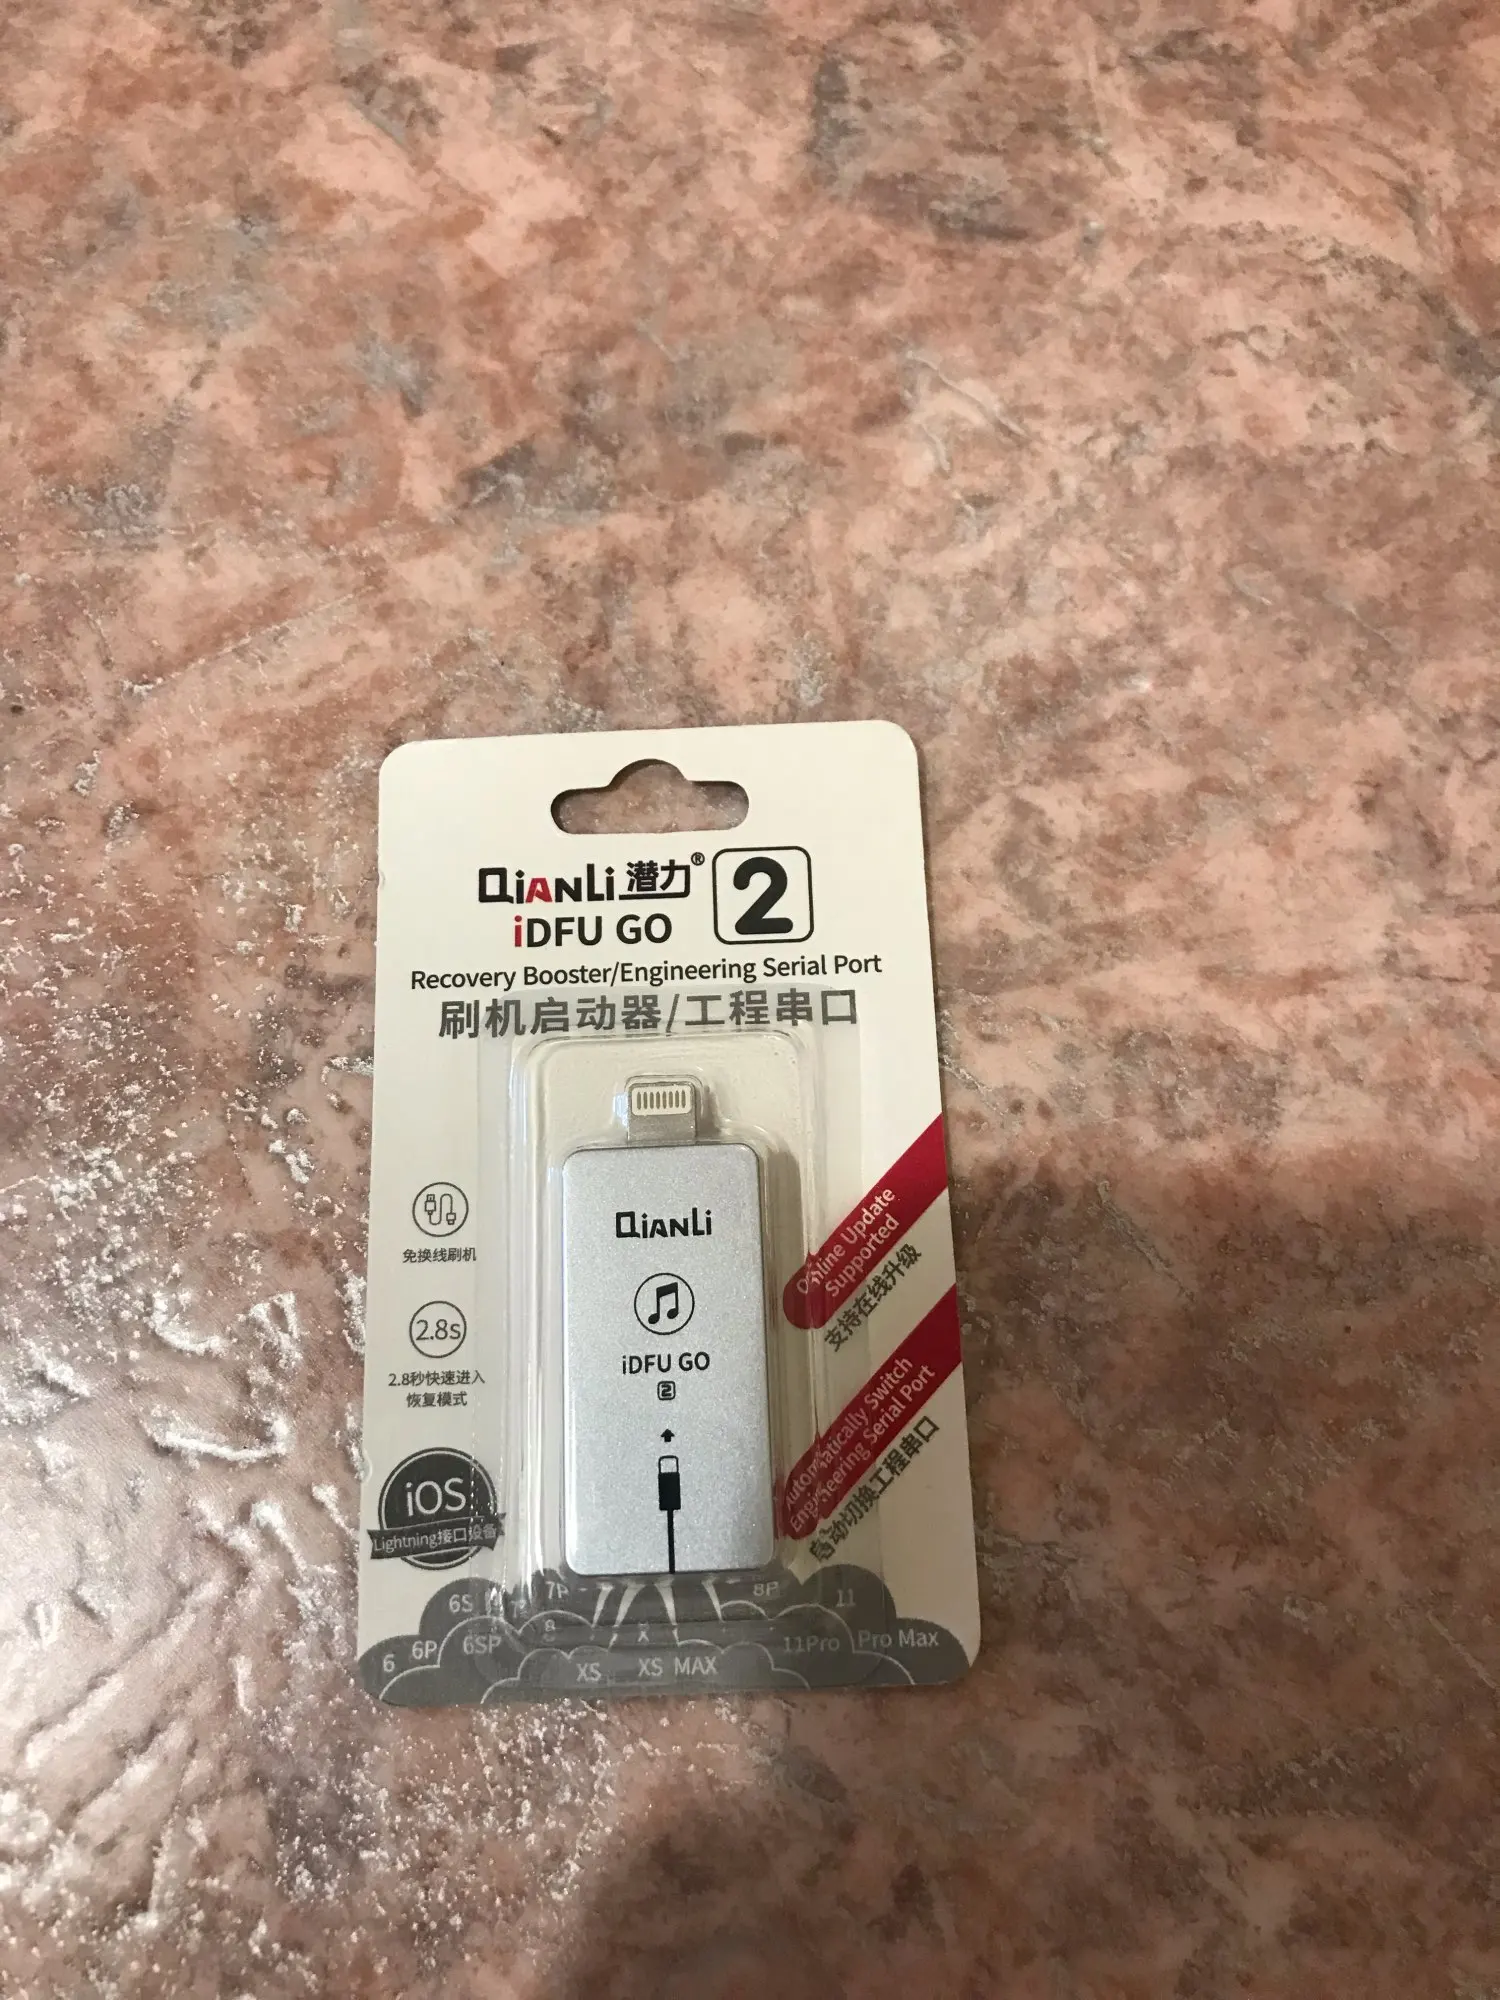 QiANLi 潜力®
iDFU GO
2
Recovery Booster/Engineering Serial Port
刷机启动器/工程串口
免换线刷机
2.8s
2.8秒快速进入
恢复模式
iOS
Lightning接口设备
QiANLi
iDFU GO
2
Online Update
Supported
支持在线升级
Automatically Switch
Engineering Serial Port
自动切换工程串口
6S
7P
8P
11
6
6P
6SP
8
X
11Pro
Pro Max
XS
XS MAX